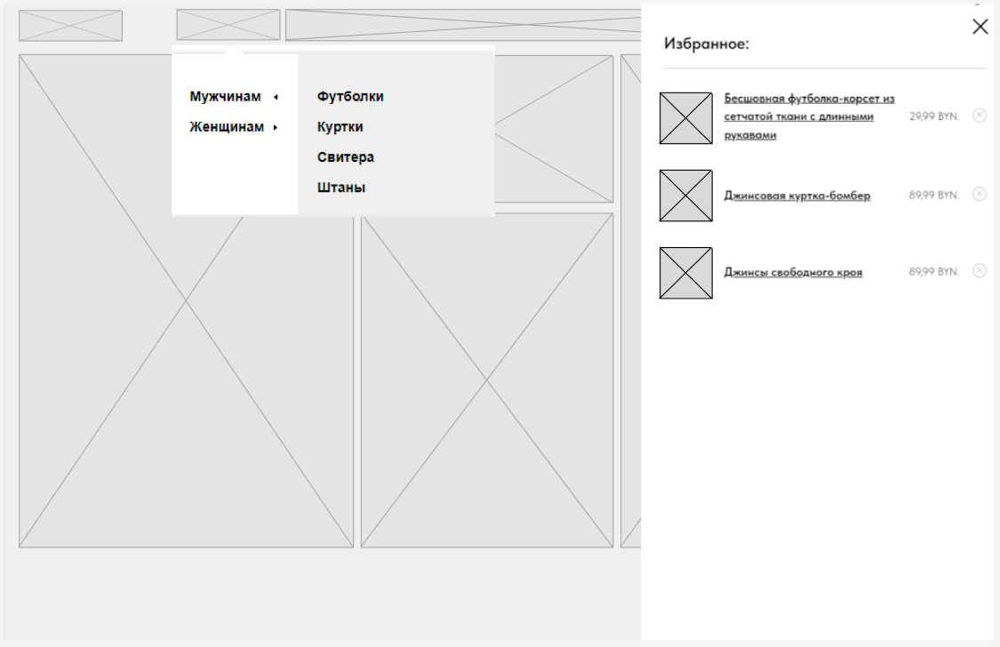 Избранное:
Мужчинам
Женщинам
Футболки
Куртки
Свитера
Штаны
Бесшовная футболка-корсет из
сетчатой ткани с длинными
рукавами
29,99 BYN.
Джинсовая куртка-бомбер
89,99 BYN.
Джинсы свободного кроя
89,99 BYN.